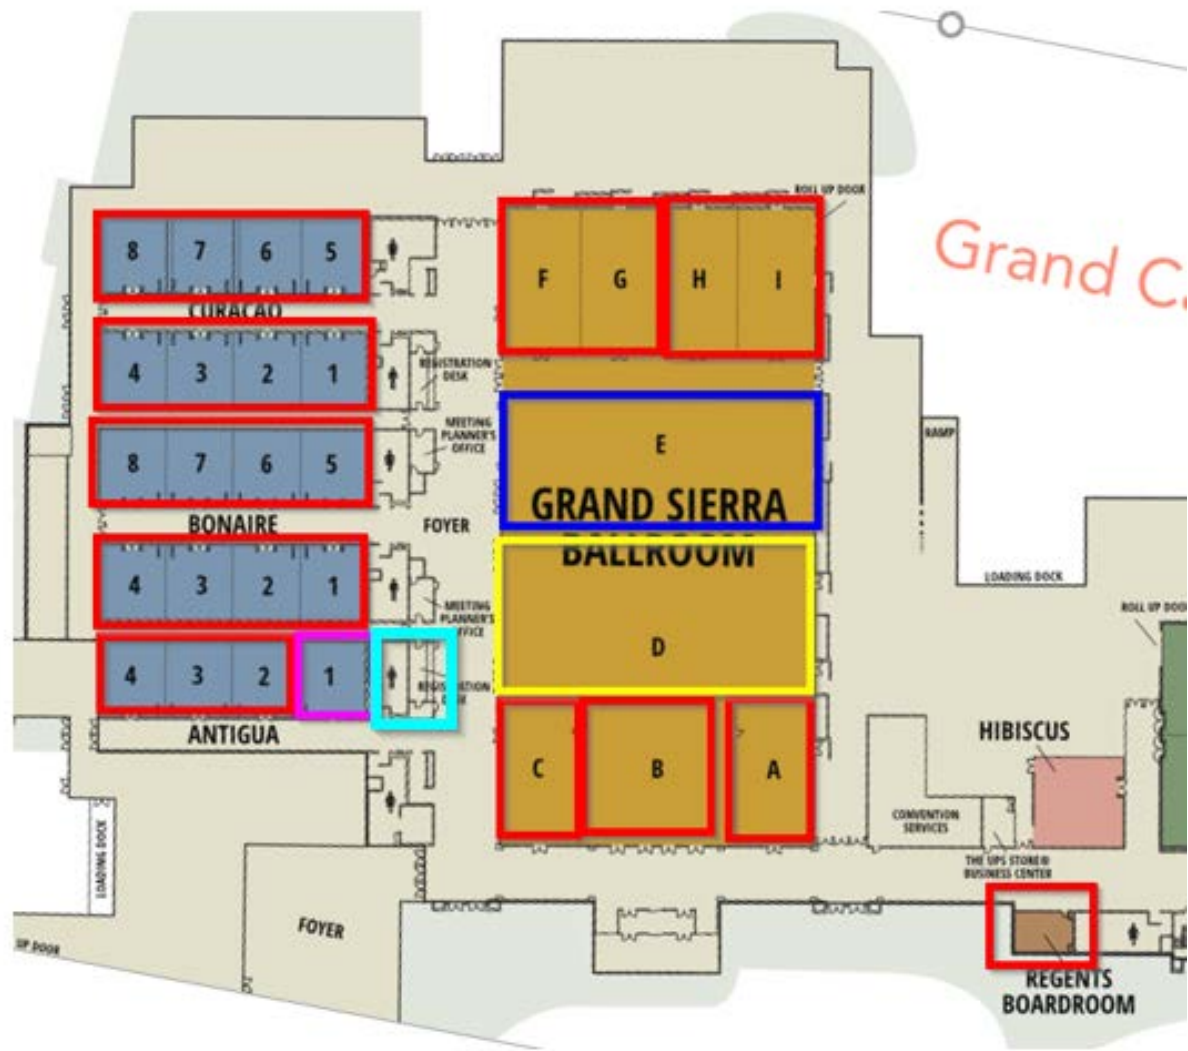 ROLL UP DOOR
Grand C
8 7 6 5
CURACAO
4 3 2 1
REGISTRATION
DESK
8 7 6 5
MEETING
PLANNER'S
OFFICE
BONAIRE
FOYER
4 3 2 1
MEETING
PLANNER'S
OFFICE
4 3 2 1
REGISTRATION
ANTIGUA
F G H I
E
GRAND SIERRA
BALLROOM
D
C B A
RAMP
LOADING DOCK
ROLL UP DOO
HIBISCUS
CONVENTION
SERVICES
THE UPS STORE®
BUSINESS CENTER
LOADING DOCK
FOYER
UP DOOR
REGENTS
BOARDROOM